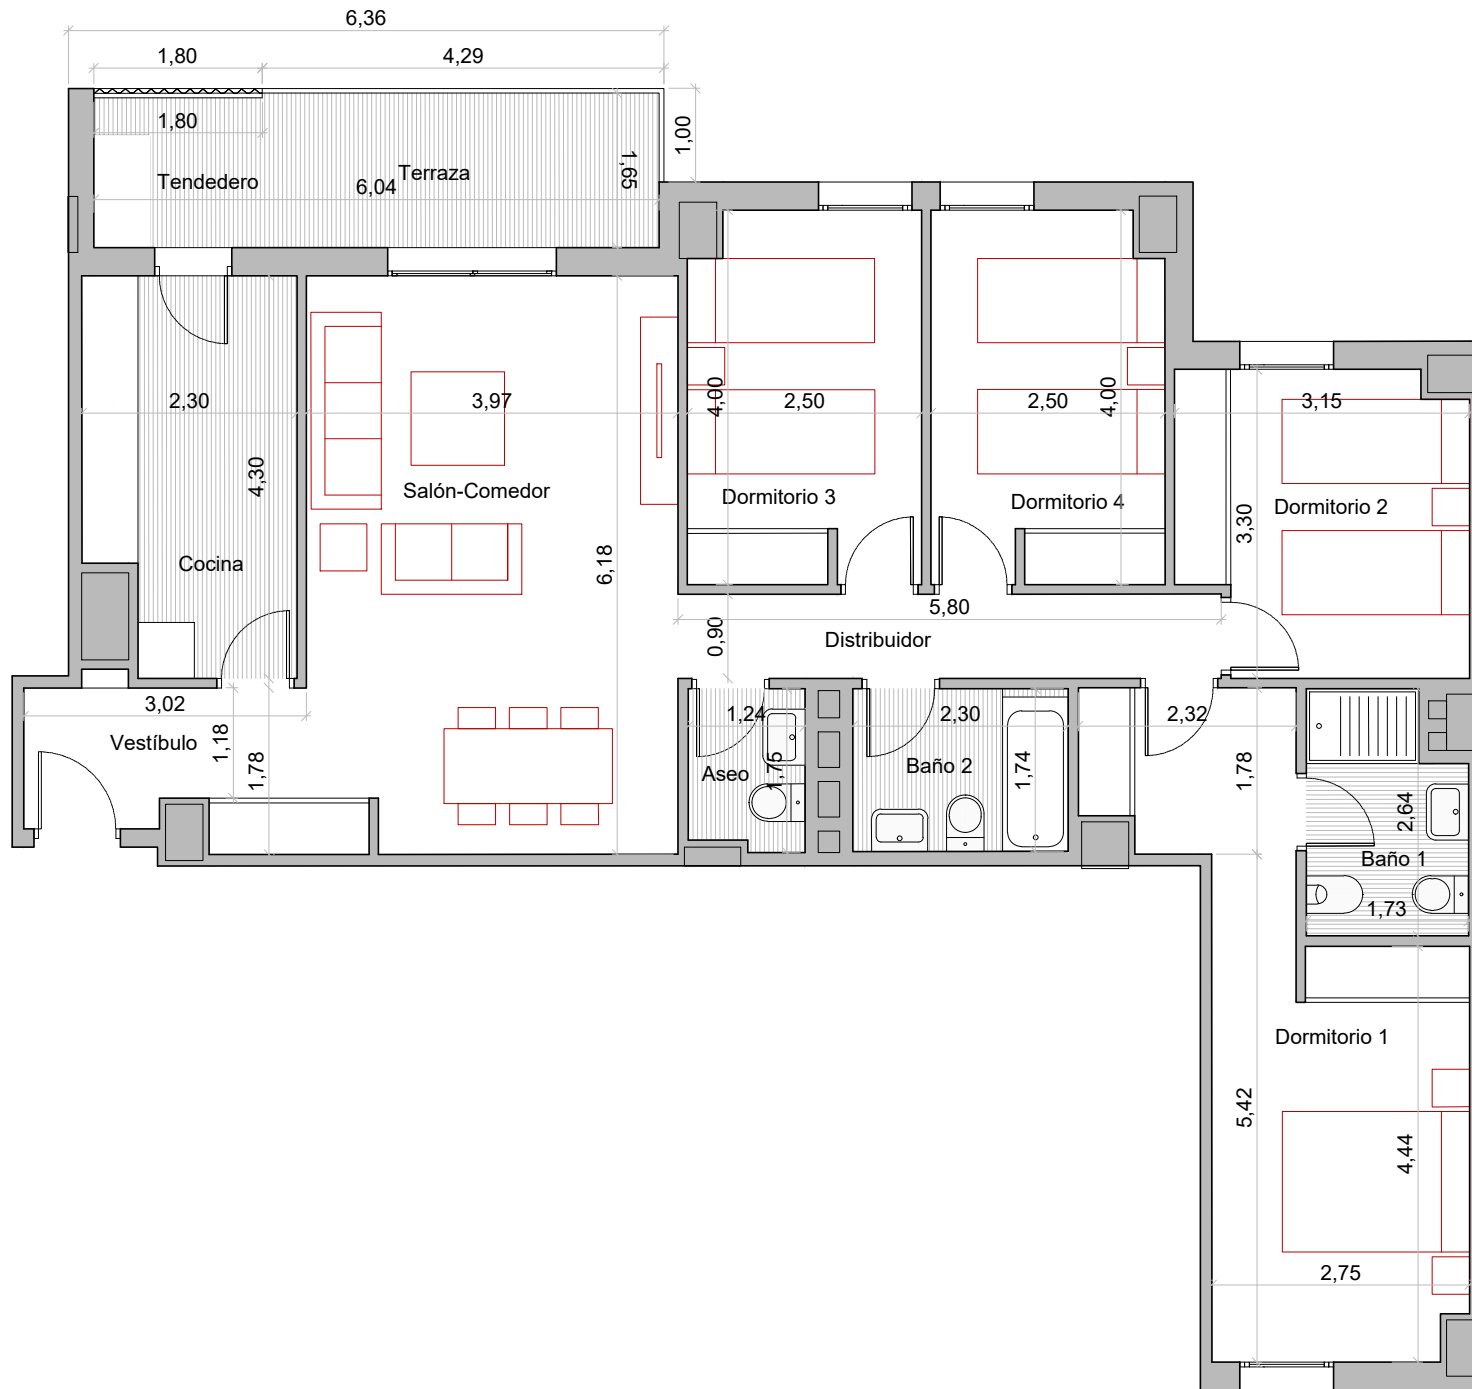 6,36
1,80
4,29
1,80
1,00
1,65
Tendedero
Terraza
6,04
2,30
3,97
4,00
2,50
2,50
4,00
3,15
4,30
Salón-Comedor
Dormitorio 3
Dormitorio 4
Dormitorio 2
3,30
Cocina
6,18
5,80
0,90
Distribuidor
3,02
1,18
1,78
Vestíbulo
1,24
1,75
Aseo
2,30
Baño 2
1,74
2,32
1,78
2,64
Baño 1
1,73
Dormitorio 1
5,42
4,44
2,75